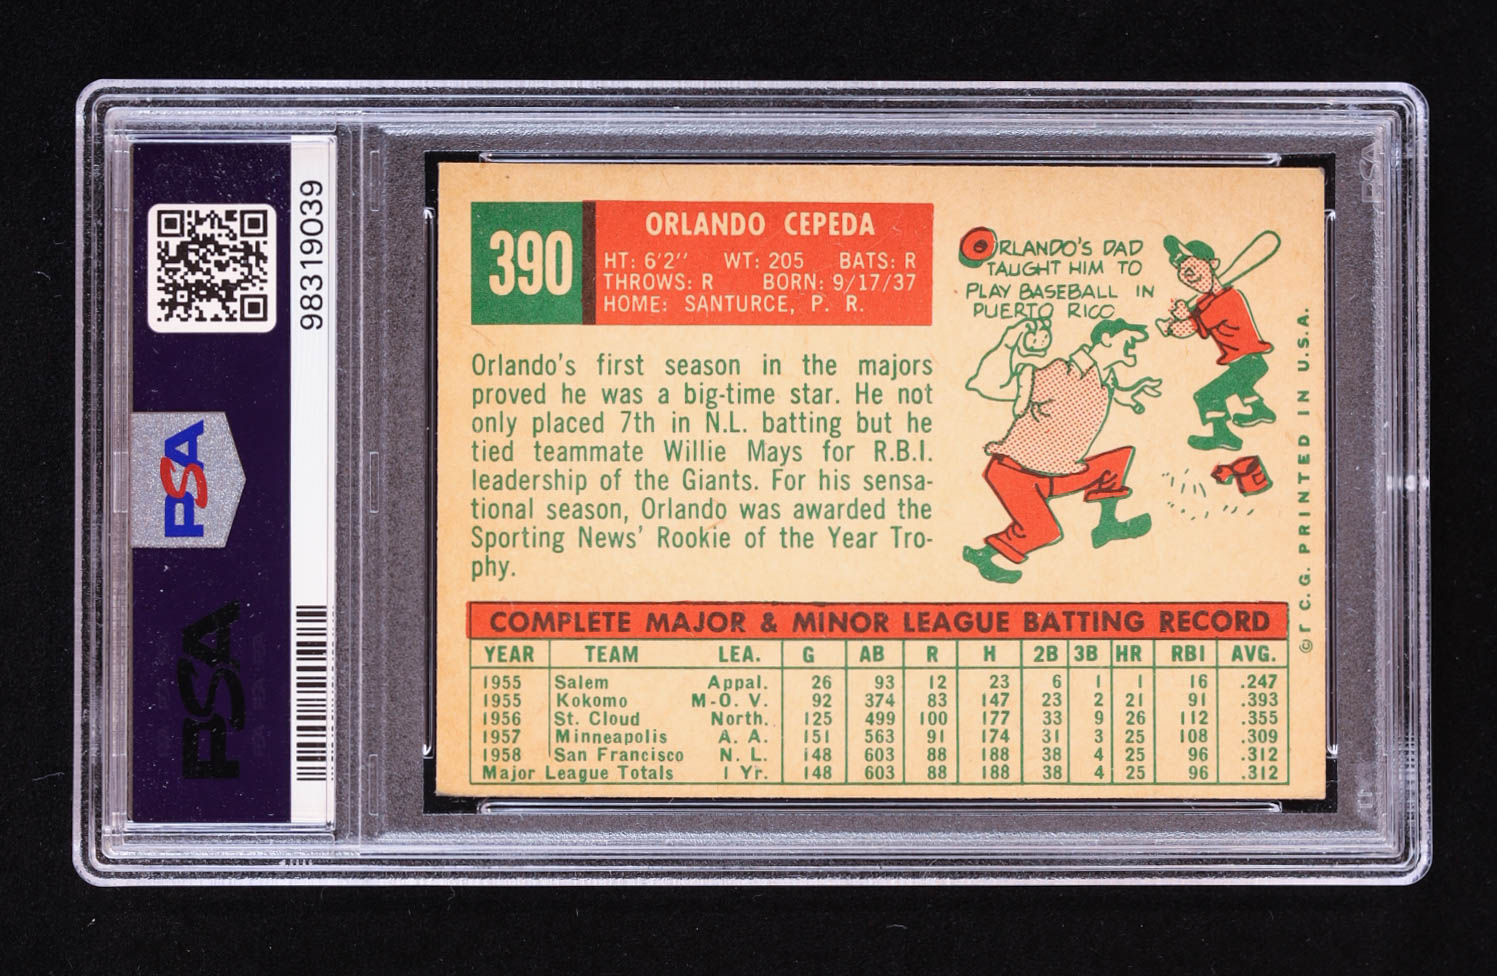 98319039
PSA
PSA
390
ORLANDO CEPEDA
HT: 6'2" WT: 205 BATS: R
THROWS: R BORN: 9/17/37
HOME: SANTURCE, P. R.
ORLANDO'S DAD
TAUGHT HIM TO
PLAY BASEBALL IN
PUERTO RICO
Orlando's first season in the majors
proved he was a big-time star. He not
only placed 7th in N.L. batting but he
tied teammate Willie Mays for R.B.I.
leadership of the Giants. For his sensa-
tional season, Orlando was awarded the
Sporting News' Rookie of the Year Tro-
phy.
COMPLETE MAJOR & MINOR LEAGUE BATTING RECORD
YEAR TEAM LEA. G AB R H 2B 3B HR RBI AVG.
1955 Salem Appal. 26 93 12 23 6 1 1 16 .247
1955 Kokomo M-O. V. 92 374 83 147 23 2 21 91 .393
1956 St. Cloud North. 125 499 100 177 33 9 26 112 .355
1957 Minneapolis A. A. 151 563 91 174 31 3 25 108 .309
1958 San Francisco N. L. 148 603 88 188 38 4 25 96 .312
Major League Totals 1 Yr. 148 603 88 188 38 4 25 96 .312
© T. C. G. PRINTED IN U.S.A.
PSA